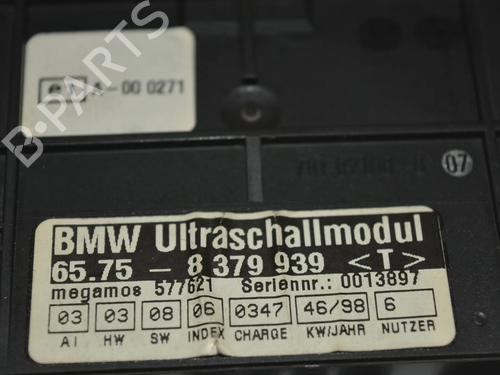 B-PARTS
e1 A-00 0271
07
BMW Ultraschallmodul
65.75 - 8 379 939 <T>
megamos 577621 Seriennr.: 0013897
03 03 08 06 0347 46/98 6
AI HW SW INDEX CHARGE KW/JAHR NUTZER